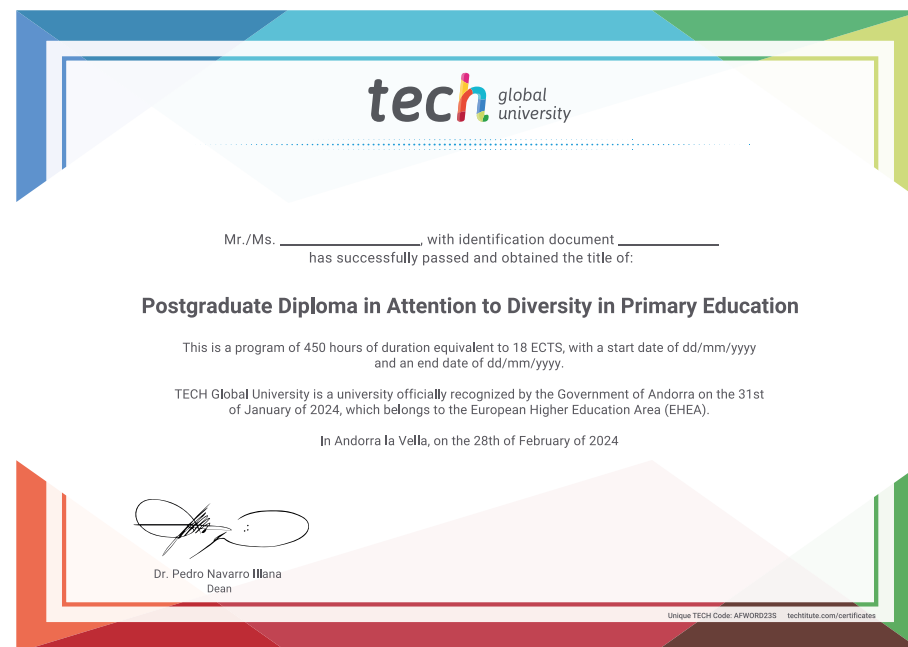 tech global university
Mr./Ms. ____________, with identification document ____________
has successfully passed and obtained the title of:
Postgraduate Diploma in Attention to Diversity in Primary Education
This is a program of 450 hours of duration equivalent to 18 ECTS, with a start date of dd/mm/yyyy
and an end date of dd/mm/yyyy.
TECH Global University is a university officially recognized by the Government of Andorra on the 31st
of January of 2024, which belongs to the European Higher Education Area (EHEA).
In Andorra la Vella, on the 28th of February of 2024
Dr. Pedro Navarro Illana
Dean
Unique TECH Code: AFWORD23S techtitute.com/certificates